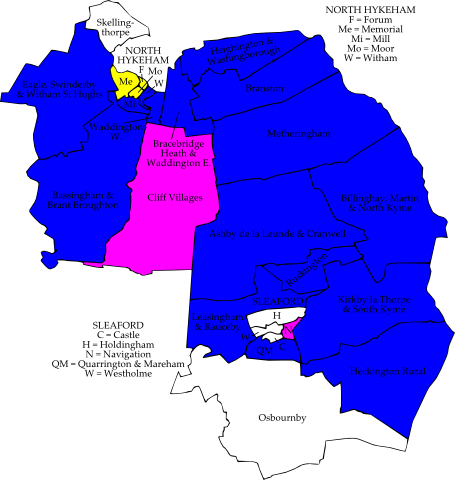 Skelling-
thorpe
NORTH
HYKEHAM
F
Mo
Me
W
Mi
NORTH HYKEHAM
F = Forum
Me = Memorial
Mi = Mill
Mo = Moor
W = Witham
Heighington &
Washingborough
Eagle, Swinderby
& Witham St. Hughs
Branston
Waddington
W.
Metheringham
Bracebridge
Heath &
Waddington E.
Cliff Villages
Bassingham &
Brant Broughton
Billinghay, Martin
& North Kyme
Ashby de la Launde & Cranwell
Ruskington
SLEAFORD
Kirkby la Thorpe
& South Kyme
H
Leasingham
& Rauceby
N
W
C
QM
SLEAFORD
C = Castle
H = Holdingham
N = Navigation
QM = Quarrington & Mareham
W = Westholme
Heckington Rural
Osbournby